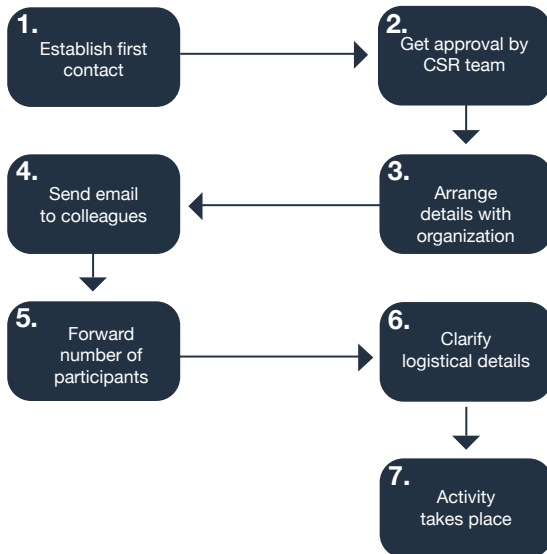 1.
Establish first
contact
2.
Get approval by
CSR team
3.
Arrange
details with
organization
4.
Send email
to colleagues
5.
Forward
number of
participants
6.
Clarify
logistical details
7.
Activity
takes place